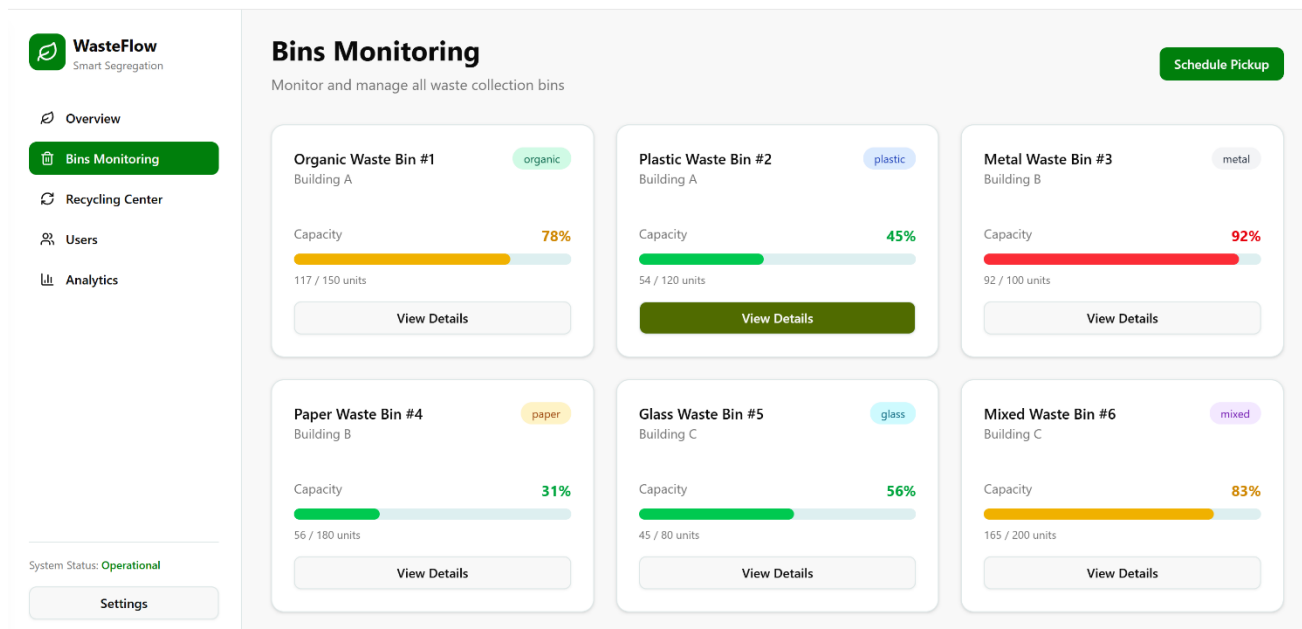 WasteFlow
Smart Segregation
Overview
Bins Monitoring
Recycling Center
Users
Analytics
System Status: Operational
Settings
Bins Monitoring
Monitor and manage all waste collection bins
Schedule Pickup
Organic Waste Bin #1
organic
Building A
Capacity
78%
117 / 150 units
View Details
Plastic Waste Bin #2
plastic
Building A
Capacity
45%
54 / 120 units
View Details
Metal Waste Bin #3
metal
Building B
Capacity
92%
92 / 100 units
View Details
Paper Waste Bin #4
paper
Building B
Capacity
31%
56 / 180 units
View Details
Glass Waste Bin #5
glass
Building C
Capacity
56%
45 / 80 units
View Details
Mixed Waste Bin #6
mixed
Building C
Capacity
83%
165 / 200 units
View Details